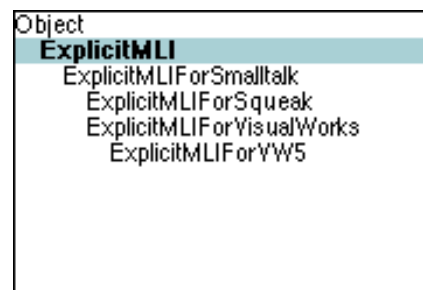 Object
ExplicitMLI
ExplicitMLIForSmalltalk
ExplicitMLIForSqueak
ExplicitMLIForVisualWorks
ExplicitMLIForVW5